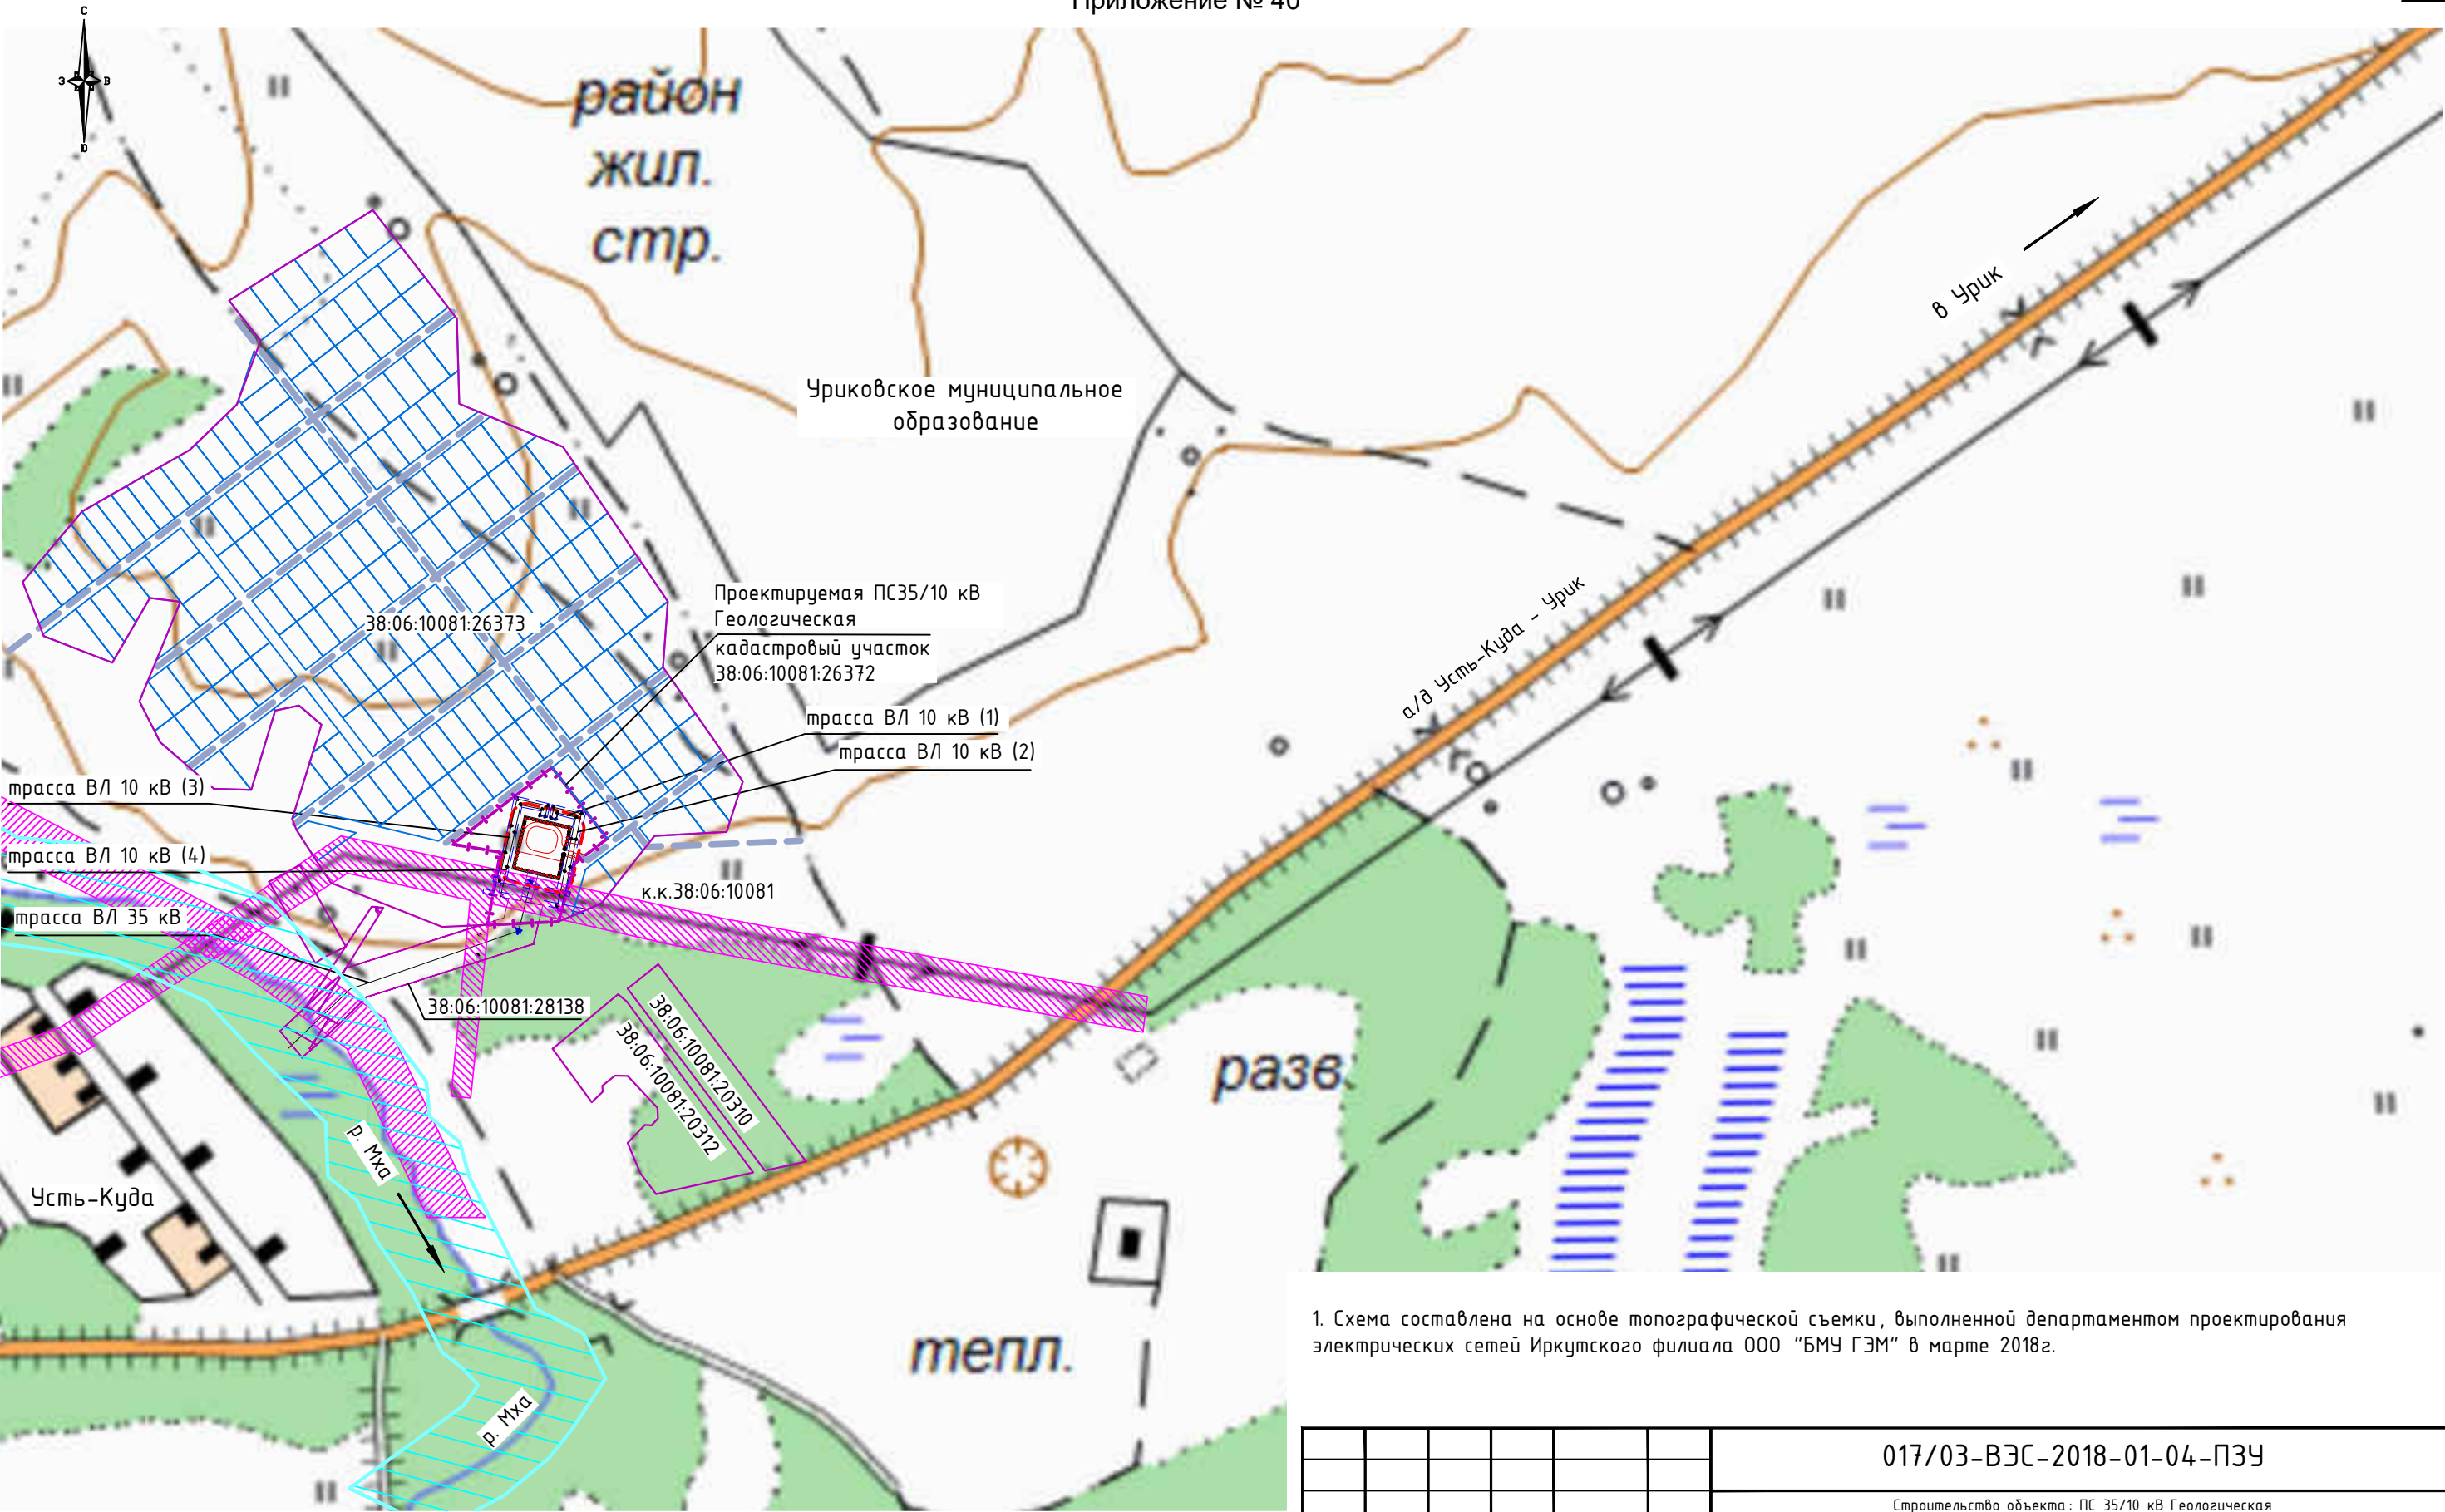 Приложение № 40
С
З
В
Ю
район
жил.
стр.
Уриковское муниципальное
образование
в Урик
а/д Усть-Куда - Урик
38:06:10081:26373
Проектируемая ПС35/10 кВ
Геологическая
кадастровый участок
38:06:10081:26372
трасса ВЛ 10 кВ (1)
трасса ВЛ 10 кВ (2)
трасса ВЛ 10 кВ (3)
трасса ВЛ 10 кВ (4)
к.к.38:06:10081
трасса ВЛ 35 кВ
38:06:10081:28138
38:06:10081:20310
38:06:10081:20312
разв.
р. Мха
Усть-Куда
тепл.
р. Мха
1. Схема составлена на основе топографической съемки, выполненной департаментом проектирования
электрических сетей Иркутского филиала ООО "БМУ ГЭМ" в марте 2018г.
017/03-ВЭС-2018-01-04-ПЗУ
Строительство объекта: ПС 35/10 кВ Геологическая